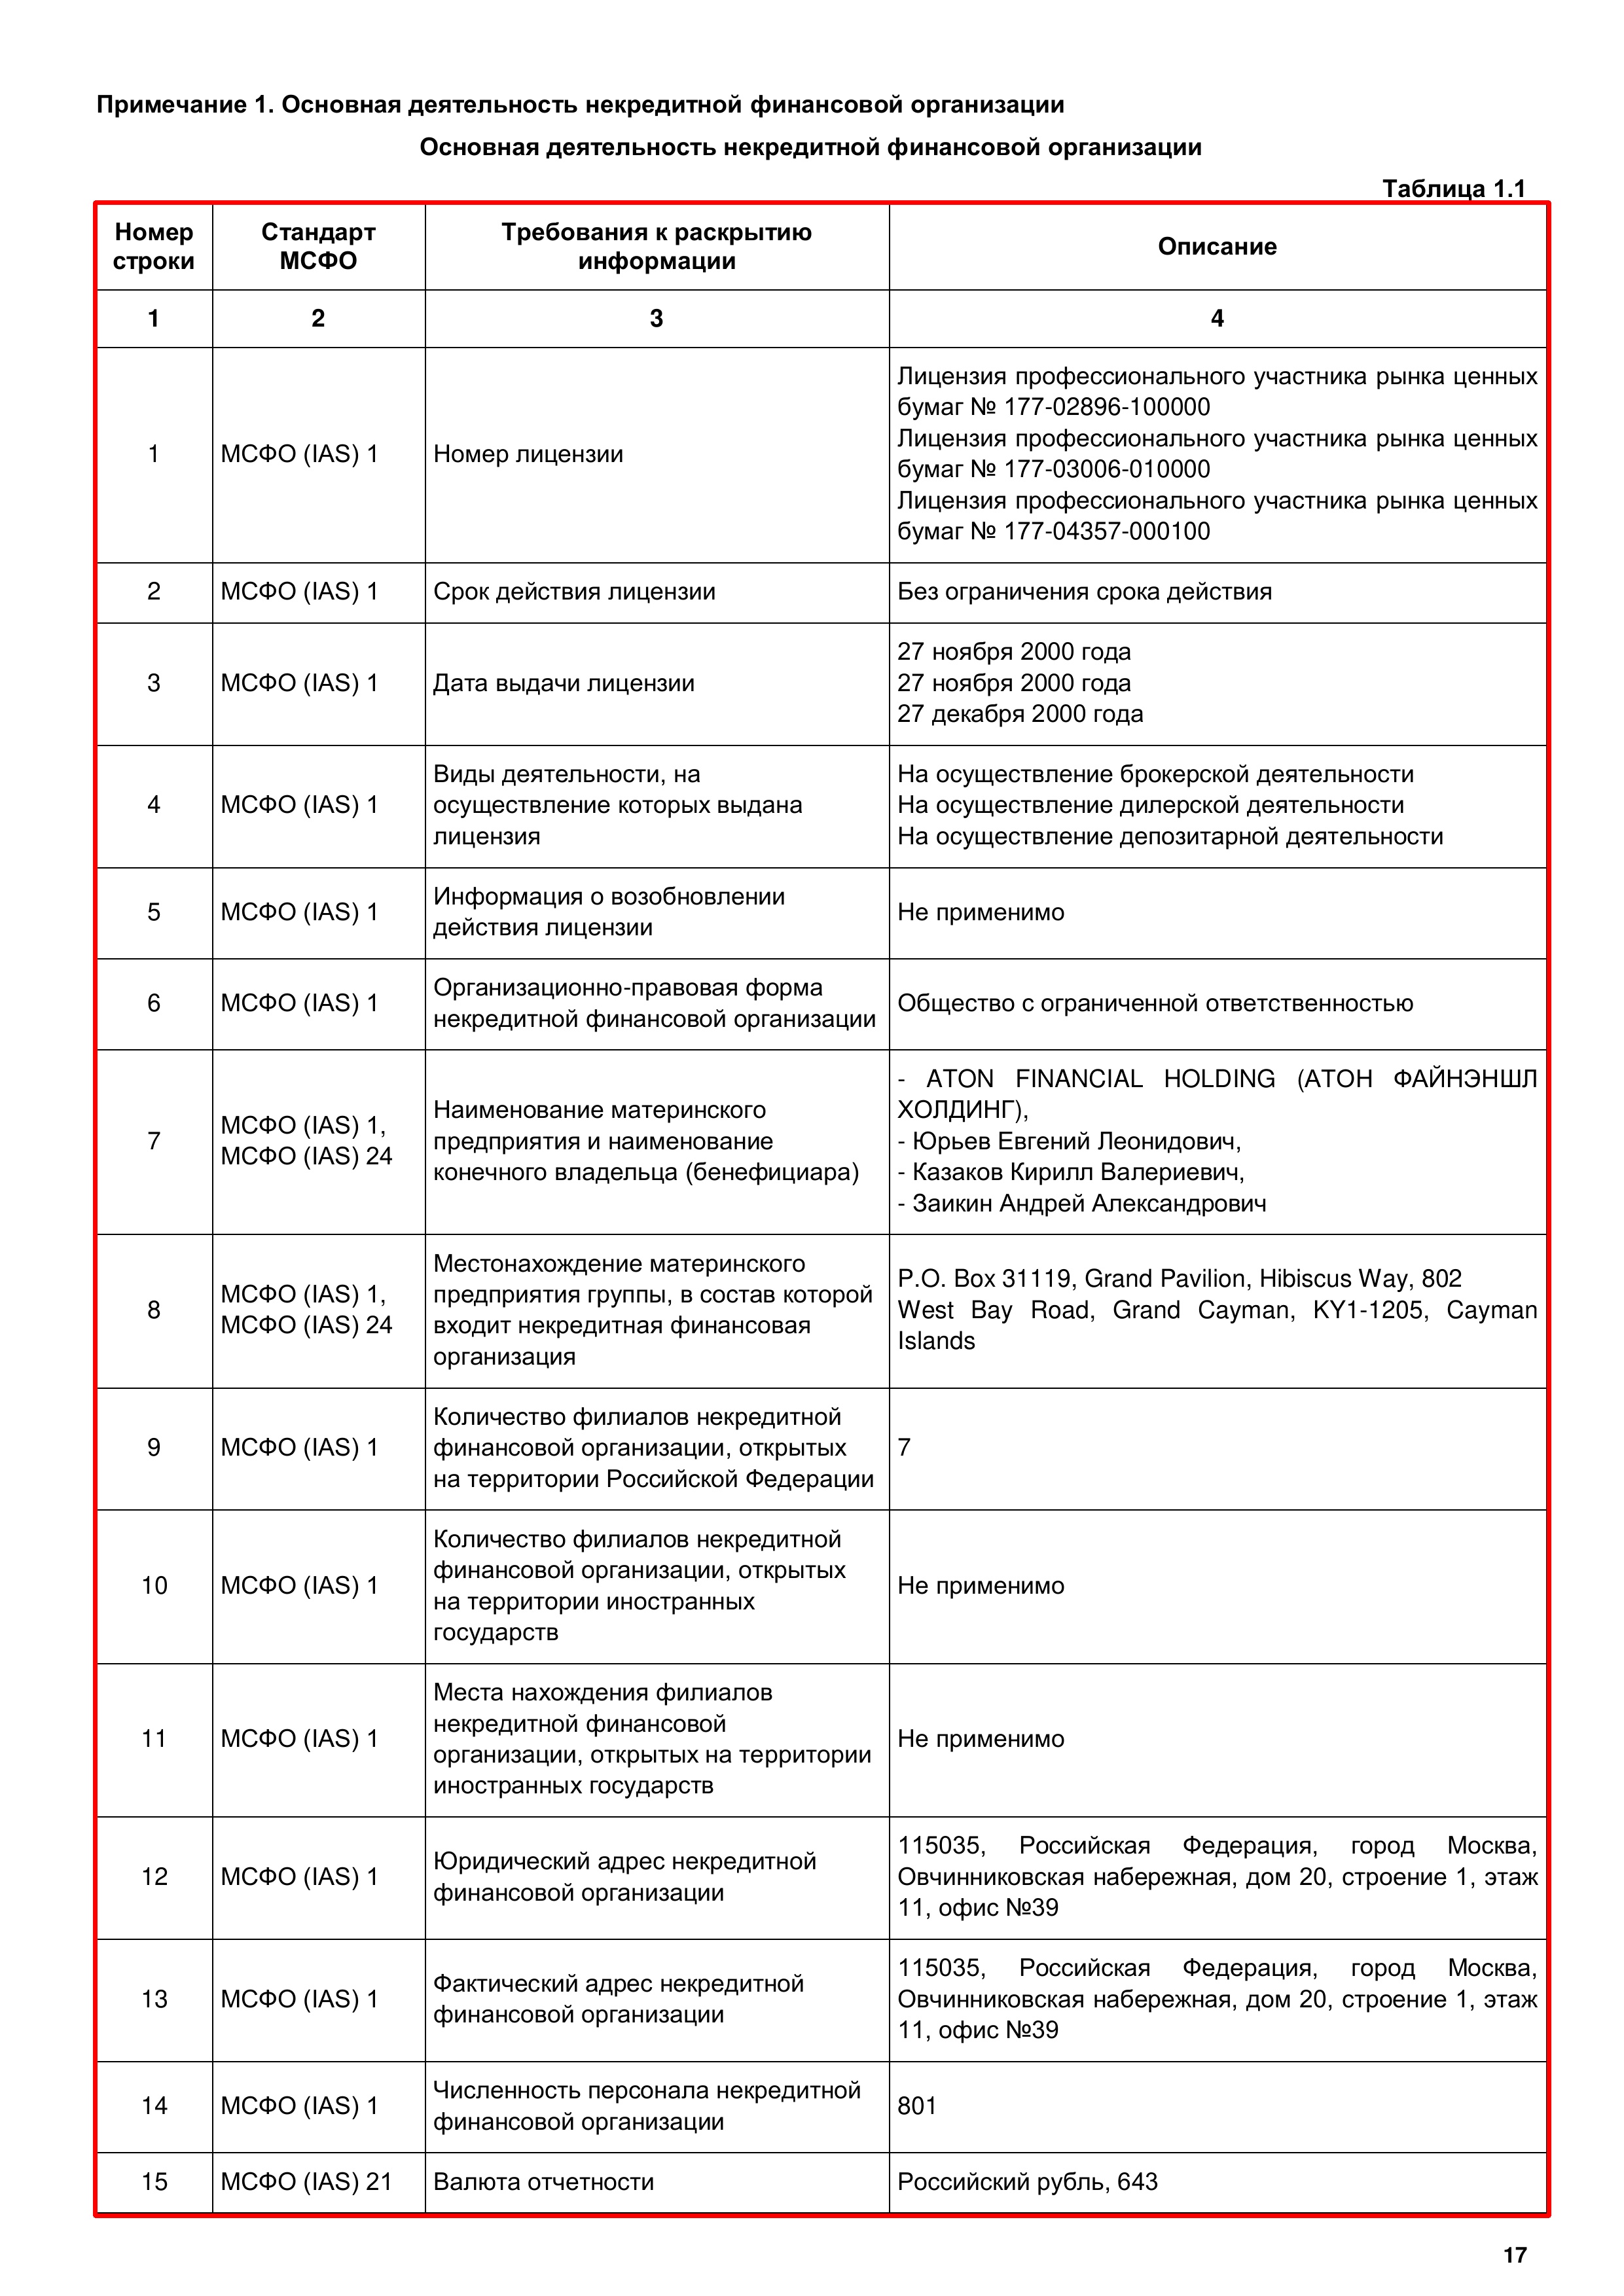 Примечание 1. Основная деятельность некредитной финансовой организации
Основная деятельность некредитной финансовой организации
Таблица 1.1
Номер строки
Стандарт МСФО
Требования к раскрытию информации
Описание
1
2
3
4
1
МСФО (IAS) 1
Номер лицензии
Лицензия профессионального участника рынка ценных
бумаг № 177-02896-100000
Лицензия профессионального участника рынка ценных
бумаг № 177-03006-010000
Лицензия профессионального участника рынка ценных
бумаг № 177-04357-000100
2
МСФО (IAS) 1
Срок действия лицензии
Без ограничения срока действия
3
МСФО (IAS) 1
Дата выдачи лицензии
27 ноября 2000 года
27 ноября 2000 года
27 декабря 2000 года
4
МСФО (IAS) 1
Виды деятельности, на
осуществление которых выдана
лицензия
На осуществление брокерской деятельности
На осуществление дилерской деятельности
На осуществление депозитарной деятельности
5
МСФО (IAS) 1
Информация о возобновлении
действия лицензии
Не применимо
6
МСФО (IAS) 1
Организационно-правовая форма
некредитной финансовой организации
Общество с ограниченной ответственностью
7
МСФО (IAS) 1,
МСФО (IAS) 24
Наименование материнского
предприятия и наименование
конечного владельца (бенефициара)
- ATON FINANCIAL HOLDING (АТОН ФАЙНЭНШЛ
ХОЛДИНГ),
- Юрьев Евгений Леонидович,
- Казаков Кирилл Валериевич,
- Заикин Андрей Александрович
8
МСФО (IAS) 1,
МСФО (IAS) 24
Местонахождение материнского
предприятия группы, в состав которой
входит некредитная финансовая
организация
P.O. Box 31119, Grand Pavilion, Hibiscus Way, 802
West Bay Road, Grand Cayman, KY1-1205, Cayman
Islands
9
МСФО (IAS) 1
Количество филиалов некредитной
финансовой организации, открытых
на территории Российской Федерации
7
10
МСФО (IAS) 1
Количество филиалов некредитной
финансовой организации, открытых
на территории иностранных
государств
Не применимо
11
МСФО (IAS) 1
Места нахождения филиалов
некредитной финансовой
организации, открытых на территории
иностранных государств
Не применимо
12
МСФО (IAS) 1
Юридический адрес некредитной
финансовой организации
115035, Российская Федерация, город Москва,
Овчинниковская набережная, дом 20, строение 1, этаж
11, офис №39
13
МСФО (IAS) 1
Фактический адрес некредитной
финансовой организации
115035, Российская Федерация, город Москва,
Овчинниковская набережная, дом 20, строение 1, этаж
11, офис №39
14
МСФО (IAS) 1
Численность персонала некредитной
финансовой организации
801
15
МСФО (IAS) 21
Валюта отчетности
Российский рубль, 643
17